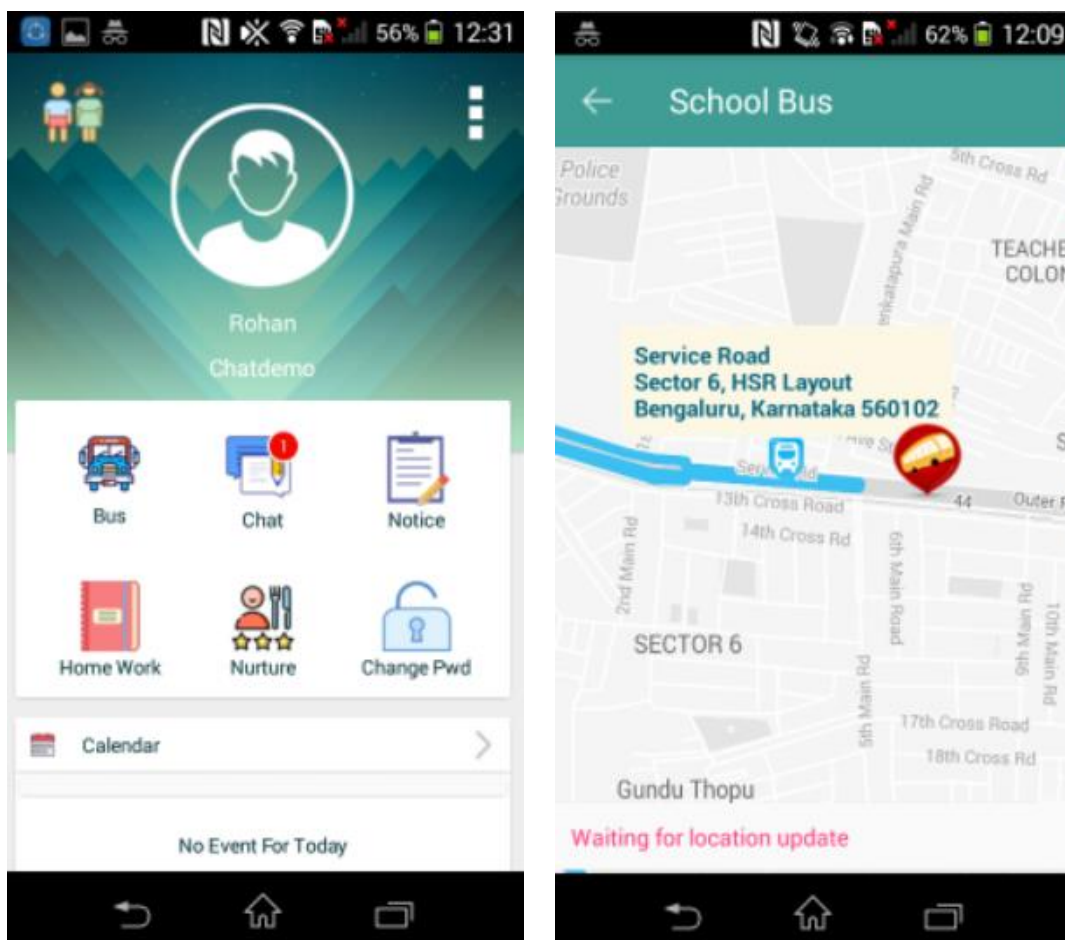 56% 12:31
Rohan
Chatdemo
1
Bus Chat Notice
Home Work Nurture Change Pwd
Calendar
No Event For Today
62% 12:09
School Bus
Police
Grounds
5th Cross Rd
TEACHE
COLON
Service Road
Sector 6, HSR Layout
Bengaluru, Karnataka 560102
13th Cross Road
44
Outer R
14th Cross Rd
2nd Main Rd
6th Main Road
9th Main Rd
10th Main Rd
SECTOR 6
5th Main Rd
17th Cross Road
18th Cross Rd
Gundu Thopu
Waiting for location update